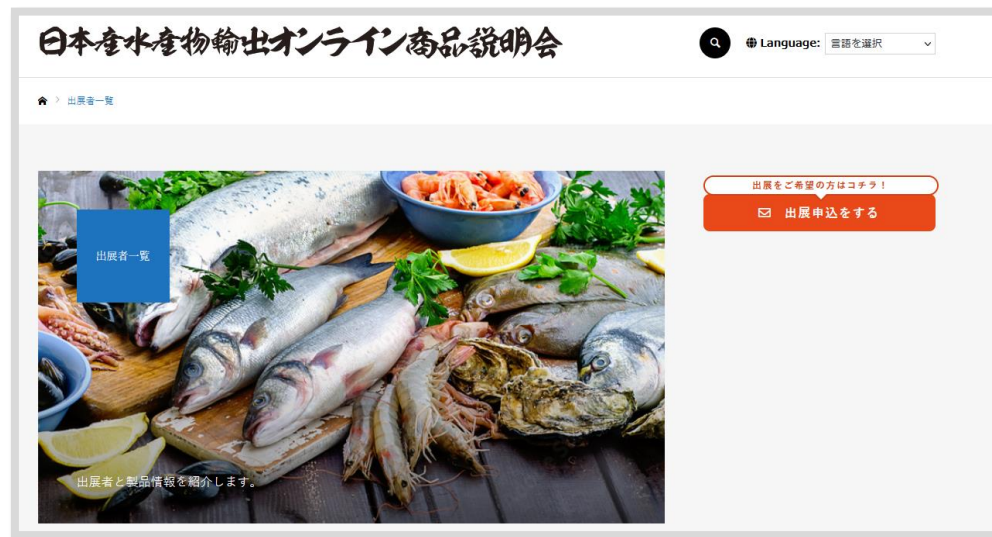 日本産水産物輸出オンライン商品説明会
Language: 言語を選択
出展者一覧
出展をご希望の方はコチラ！
出展申込をする
出展者一覧
出展者と製品情報を紹介します。